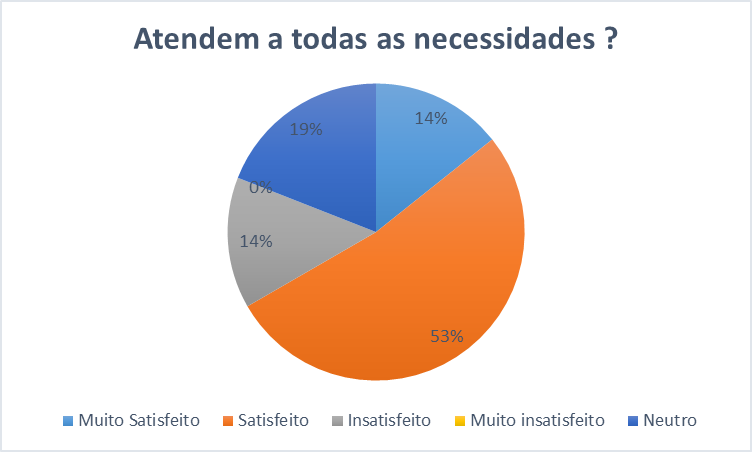 Atendem a todas as necessidades ?
14%
19%
0%
14%
53%
Muito Satisfeito Satisfeito Insatisfeito Muito insatisfeito Neutro